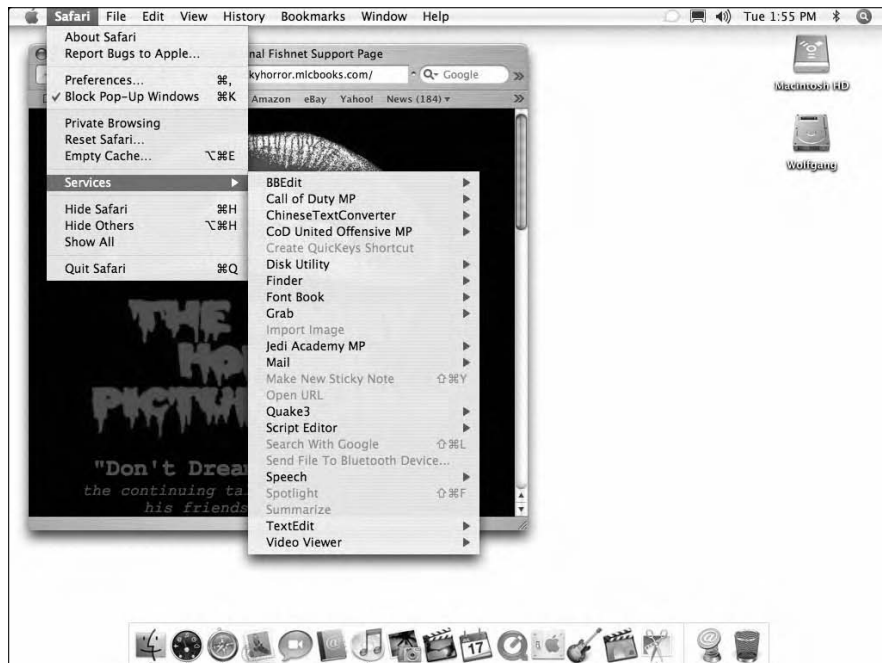 Safari File Edit View History Bookmarks Window Help Tue 1:55 PM
About Safari
Report Bugs to Apple...
Preferences... ⌘,
✓ Block Pop-Up Windows ⌘K
Private Browsing
Reset Safari...
Empty Cache... ⌥⌘E
Services
Hide Safari ⌘H
Hide Others ⌥⌘H
Show All
Quit Safari ⌘Q
nal Fishnet Support Page
kyhorror.mlcbooks.com/ Google
Amazon eBay Yahoo! News (184)
BBEdit
Call of Duty MP
ChineseTextConverter
CoD United Offensive MP
Create QuicKeys Shortcut
Disk Utility
Finder
Font Book
Grab
Import Image
Jedi Academy MP
Mail
Make New Sticky Note ⇧⌘Y
Open URL
Quake3
Script Editor
Search With Google ⇧⌘L
Send File To Bluetooth Device...
Speech
Spotlight ⇧⌘F
Summarize
TextEdit
Video Viewer
THE
HO
PICTU
"Don't Drea
the continuing ta
his friends
Macintosh HD
Wolfgang
17